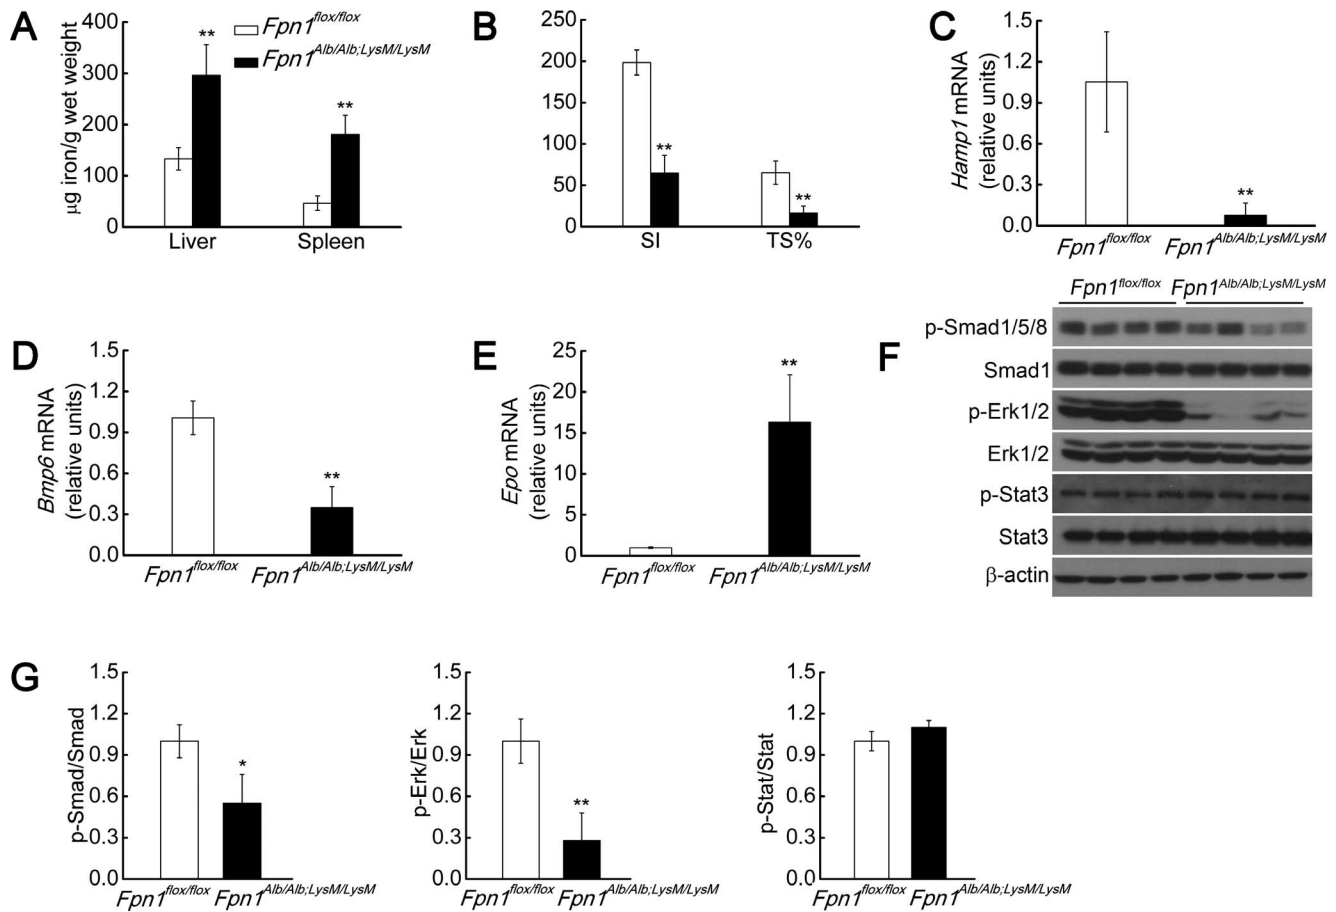 A
μg iron/g wet weight
400
300
200
100
0
**
**
Liver
Spleen
Fpn1flox/flox
Fpn1Alb/Alb;LysM/LysM
B
250
200
150
100
50
0
**
**
SI
TS%
C
Hamp1 mRNA
(relative units)
1.5
1.2
0.9
0.6
0.3
0.0
**
Fpn1flox/flox
Fpn1Alb/Alb;LysM/LysM
D
Bmp6 mRNA
(relative units)
1.5
1.2
0.9
0.6
0.3
0.0
**
Fpn1flox/flox
Fpn1Alb/Alb;LysM/LysM
E
Epo mRNA
(relative units)
25
20
15
10
5
0
**
Fpn1flox/flox
Fpn1Alb/Alb;LysM/LysM
F
Fpn1flox/flox
Fpn1Alb/Alb;LysM/LysM
p-Smad1/5/8
Smad1
p-Erk1/2
Erk1/2
p-Stat3
Stat3
β-actin
G
p-Smad/Smad
1.5
1.2
0.9
0.6
0.3
0.0
*
Fpn1flox/flox
Fpn1Alb/Alb;LysM/LysM
p-Erk/Erk
1.5
1.2
0.9
0.6
0.3
0.0
**
Fpn1flox/flox
Fpn1Alb/Alb;LysM/LysM
p-Stat/Stat
1.5
1.2
0.9
0.6
0.3
0.0
Fpn1flox/flox
Fpn1Alb/Alb;LysM/LysM